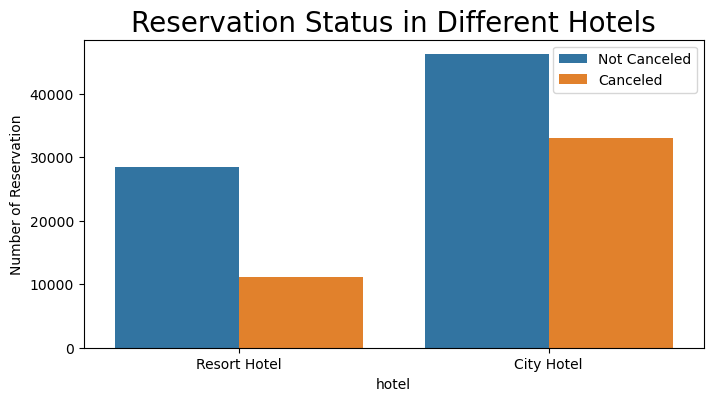 Reservation Status in Different Hotels
Not Canceled
Canceled
Number of Reservation
40000
30000
20000
10000
0
Resort Hotel
City Hotel
hotel